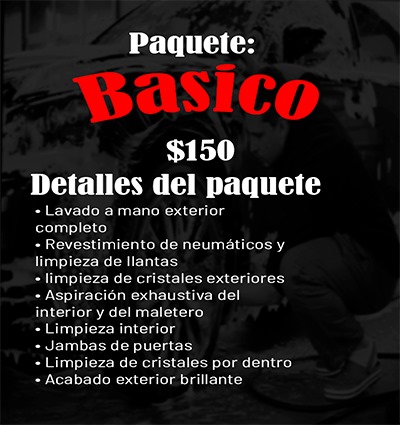 Paquete:
Basico
$150
Detalles del paquete
• Lavado a mano exterior
completo
• Revestimiento de neumáticos y
limpieza de llantas
• limpieza de cristales exteriores
• Aspiración exhaustiva del
interior y del maletero
• Limpieza interior
• Jambas de puertas
• Limpieza de cristales por dentro
• Acabado exterior brillante